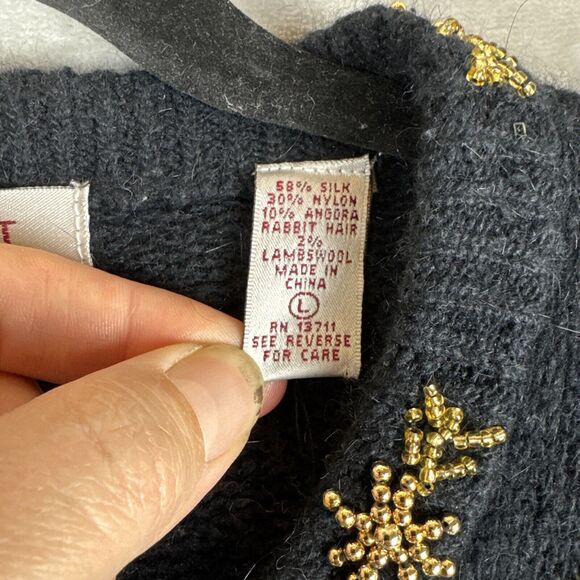 58% SILK
30% NYLON
10% ANGORA
RABBIT HAIR
2%
LAMBSWOOL
MADE IN
CHINA
L
RN 13711
SEE REVERSE
FOR CARE